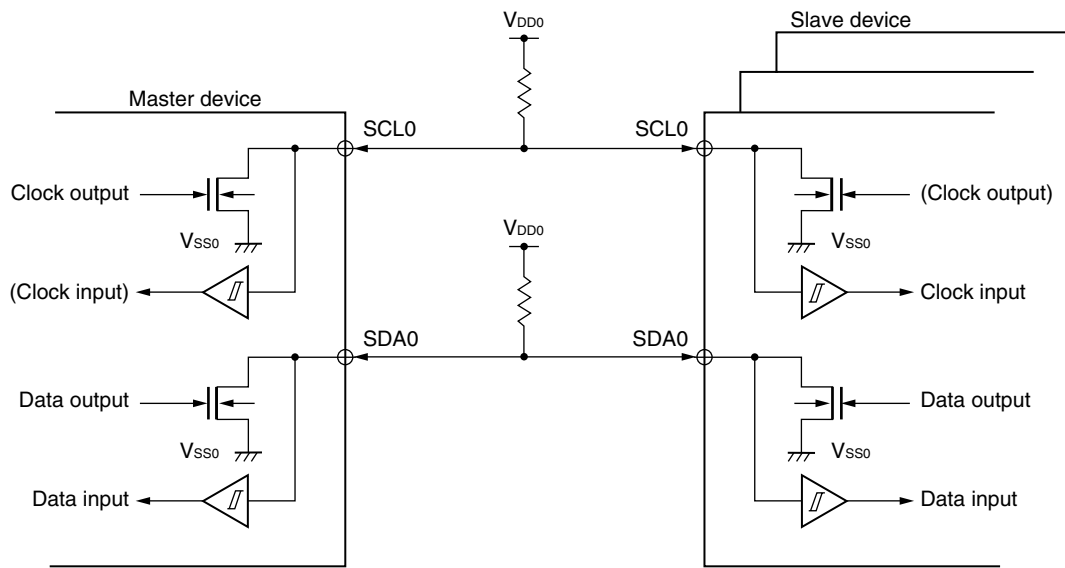 Slave device
VDD0
Master device
SCL0
SCL0
Clock output
(Clock output)
VSS0
VSS0
VDD0
(Clock input)
Clock input
SDA0
SDA0
Data output
Data output
VSS0
VSS0
Data input
Data input